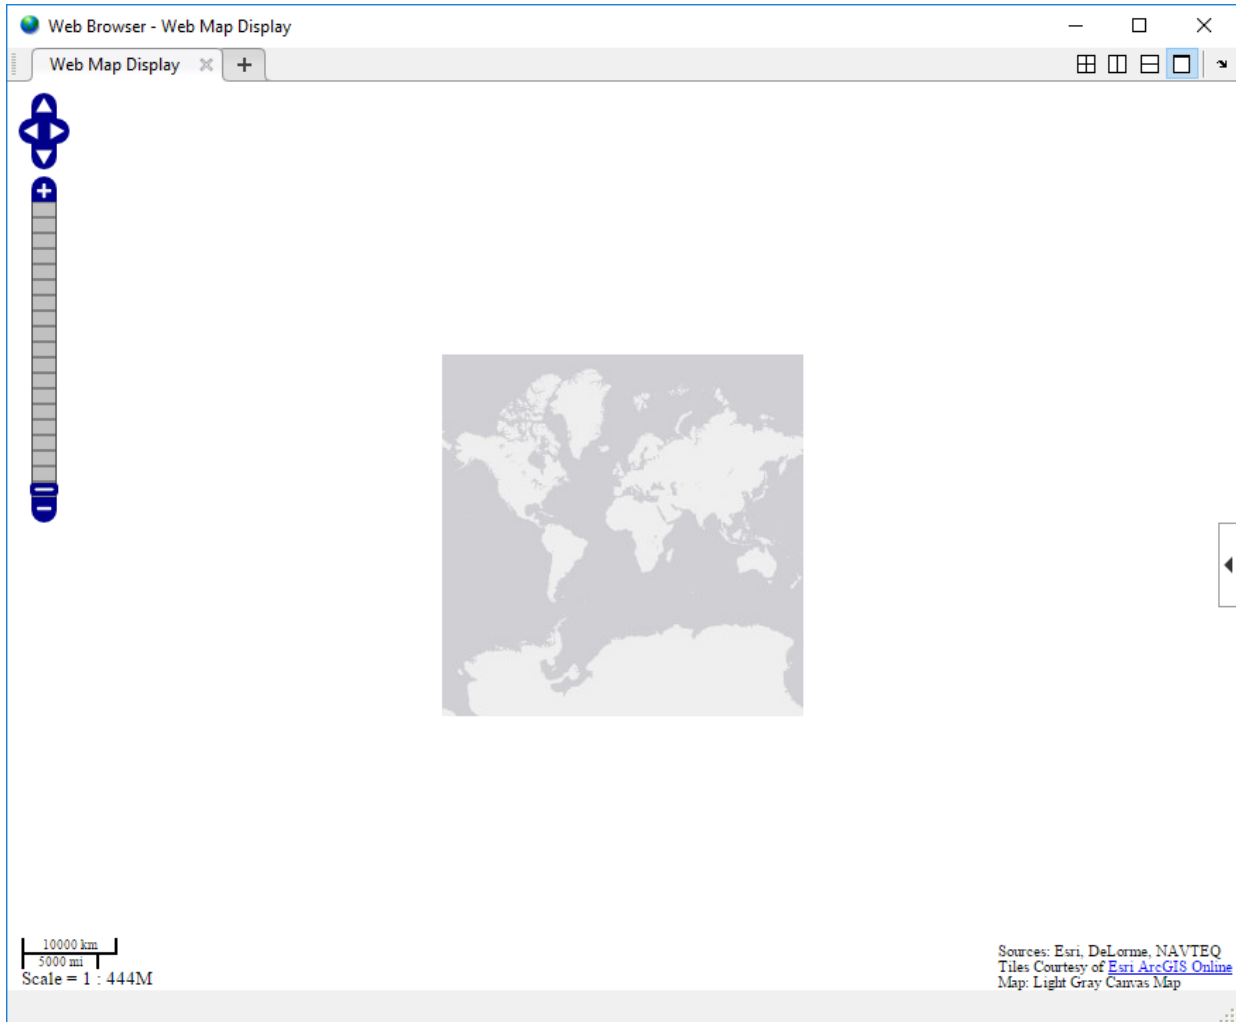 Web Browser - Web Map Display
Web Map Display
10000 km
5000 mi
Scale = 1 : 444M
Sources: Esri, DeLorme, NAVTEQ
Tiles Courtesy of Esri ArcGIS Online
Map: Light Gray Canvas Map